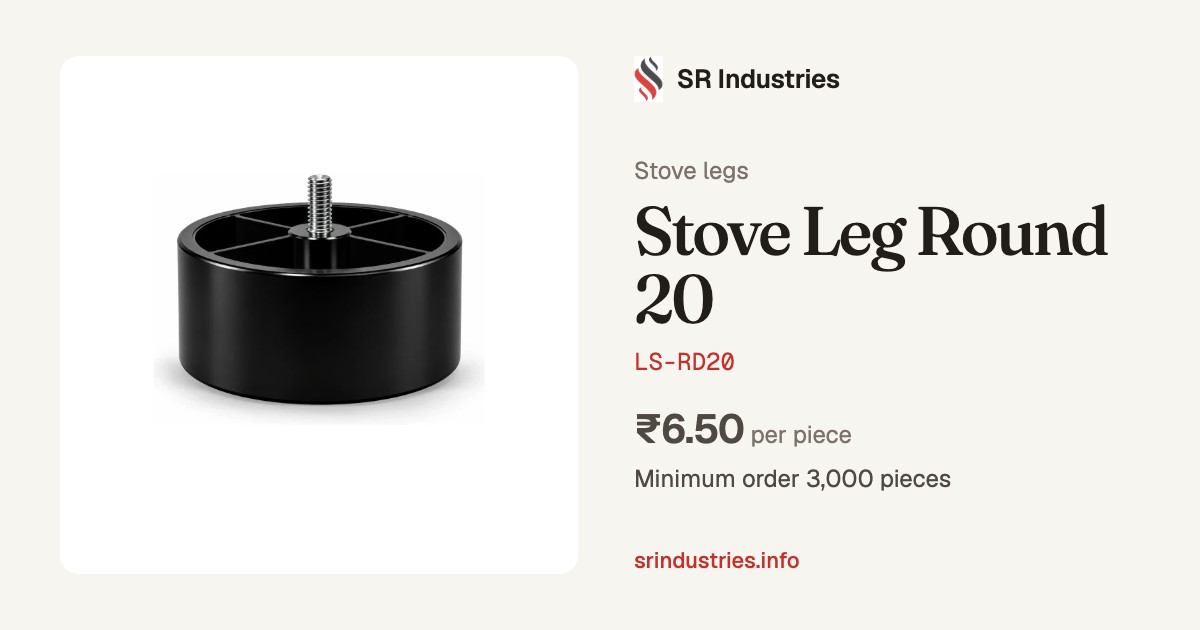 SR Industries
Stove legs
Stove Leg Round
20
LS-RD20
₹6.50 per piece
Minimum order 3,000 pieces
srindustries.info